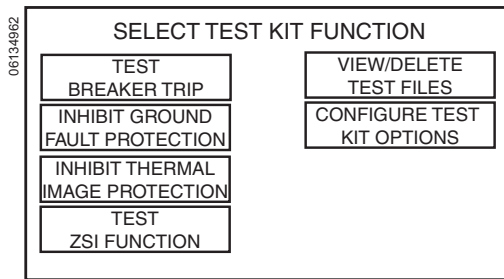 06134962
SELECT TEST KIT FUNCTION
TEST
BREAKER TRIP
INHIBIT GROUND
FAULT PROTECTION
INHIBIT THERMAL
IMAGE PROTECTION
TEST
ZSI FUNCTION
VIEW/DELETE
TEST FILES
CONFIGURE TEST
KIT OPTIONS